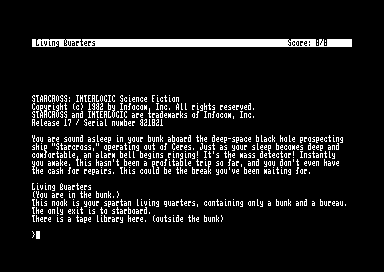 Living Quarters Score: 0/0
STARCROSS: INTERLOGIC Science Fiction
Copyright (c) 1982 by Infocom, Inc. All rights reserved.
STARCROSS and INTERLOGIC are trademarks of Infocom, Inc.
Release 17 / Serial number 821021
You are sound asleep in your bunk aboard the deep-space black hole prospecting
ship "Starcross," operating out of Ceres. Just as your sleep becomes deep and
comfortable, an alarm bell begins ringing! It's the mass detector! Instantly
you awake. This hasn't been a profitable trip so far, and you don't even have
the cash for repairs. This could be the break you've been waiting for.
Living Quarters
(You are in the bunk.)
This nook is your spartan living quarters, containing only a bunk and a bureau.
The only exit is to starboard.
There is a tape library here. (outside the bunk)
>